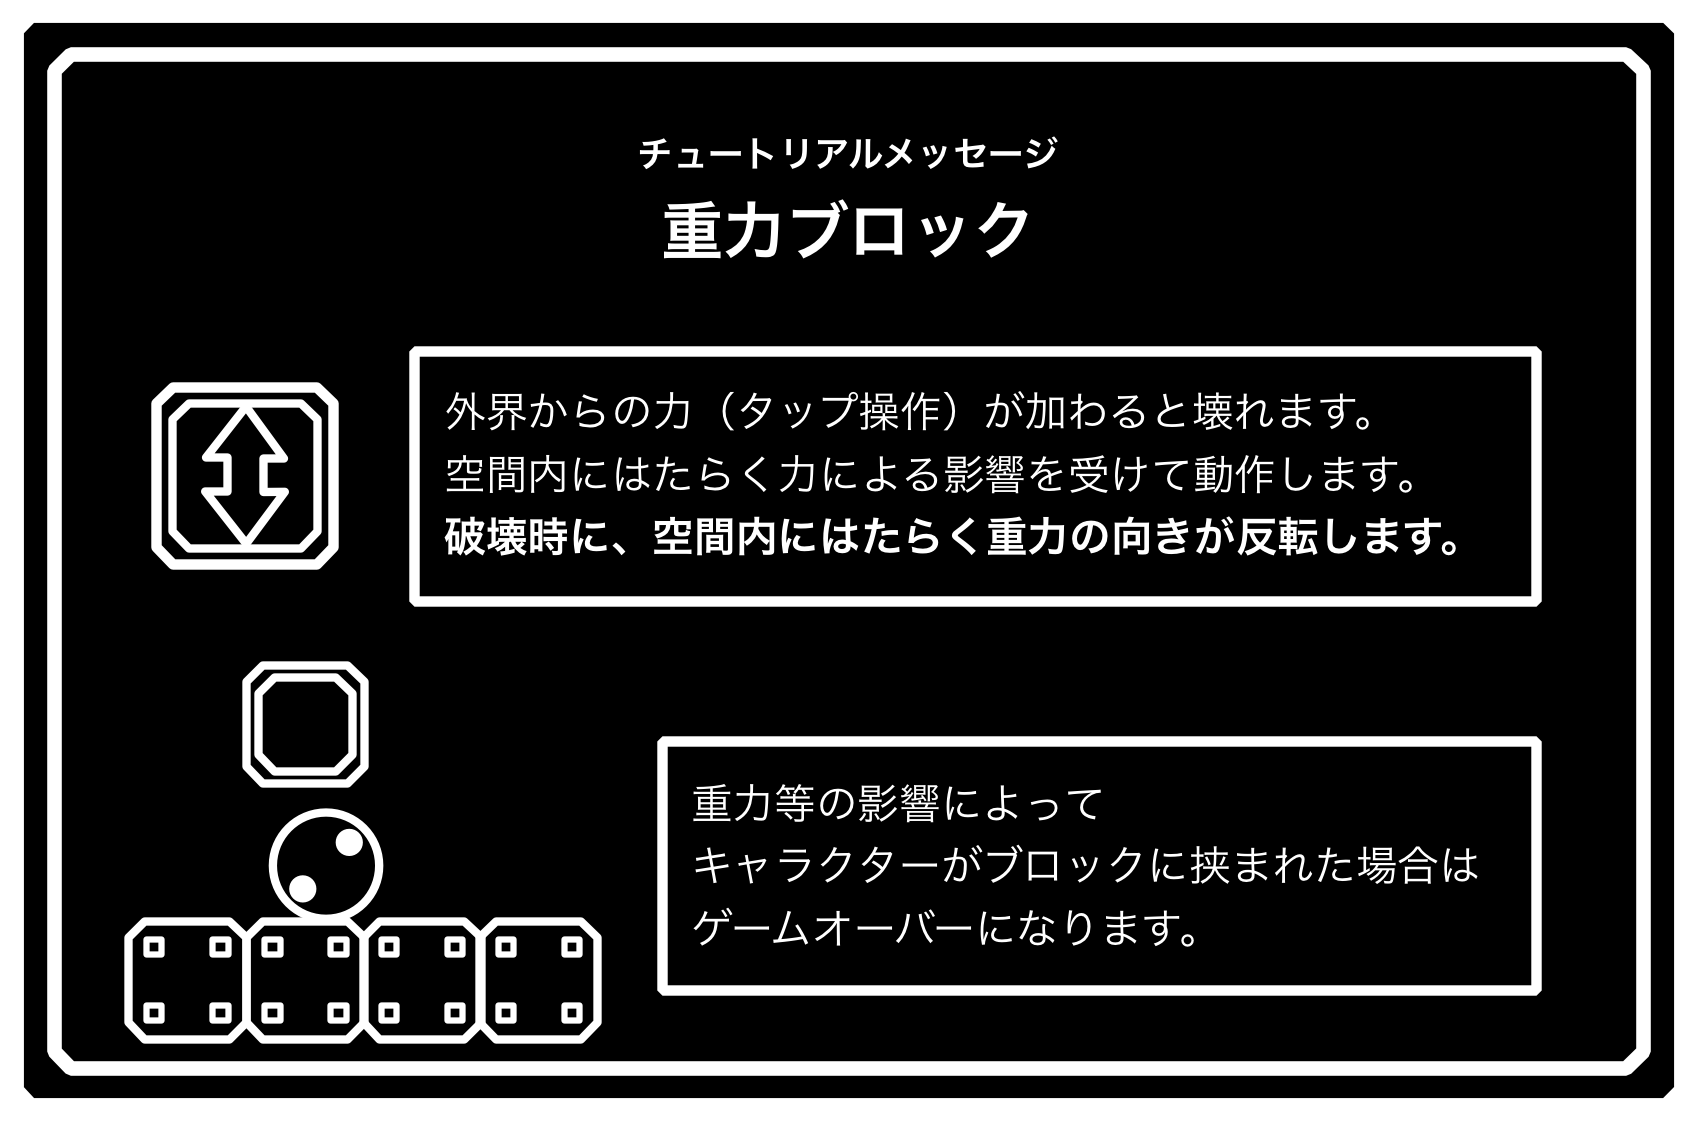 チュートリアルメッセージ
重力ブロック
外界からの力（タップ操作）が加わると壊れます。
空間内にはたらく力による影響を受けて動作します。
破壊時に、空間内にはたらく重力の向きが反転します。
重力等の影響によって
キャラクターがブロックに挟まれた場合は
ゲームオーバーになります。